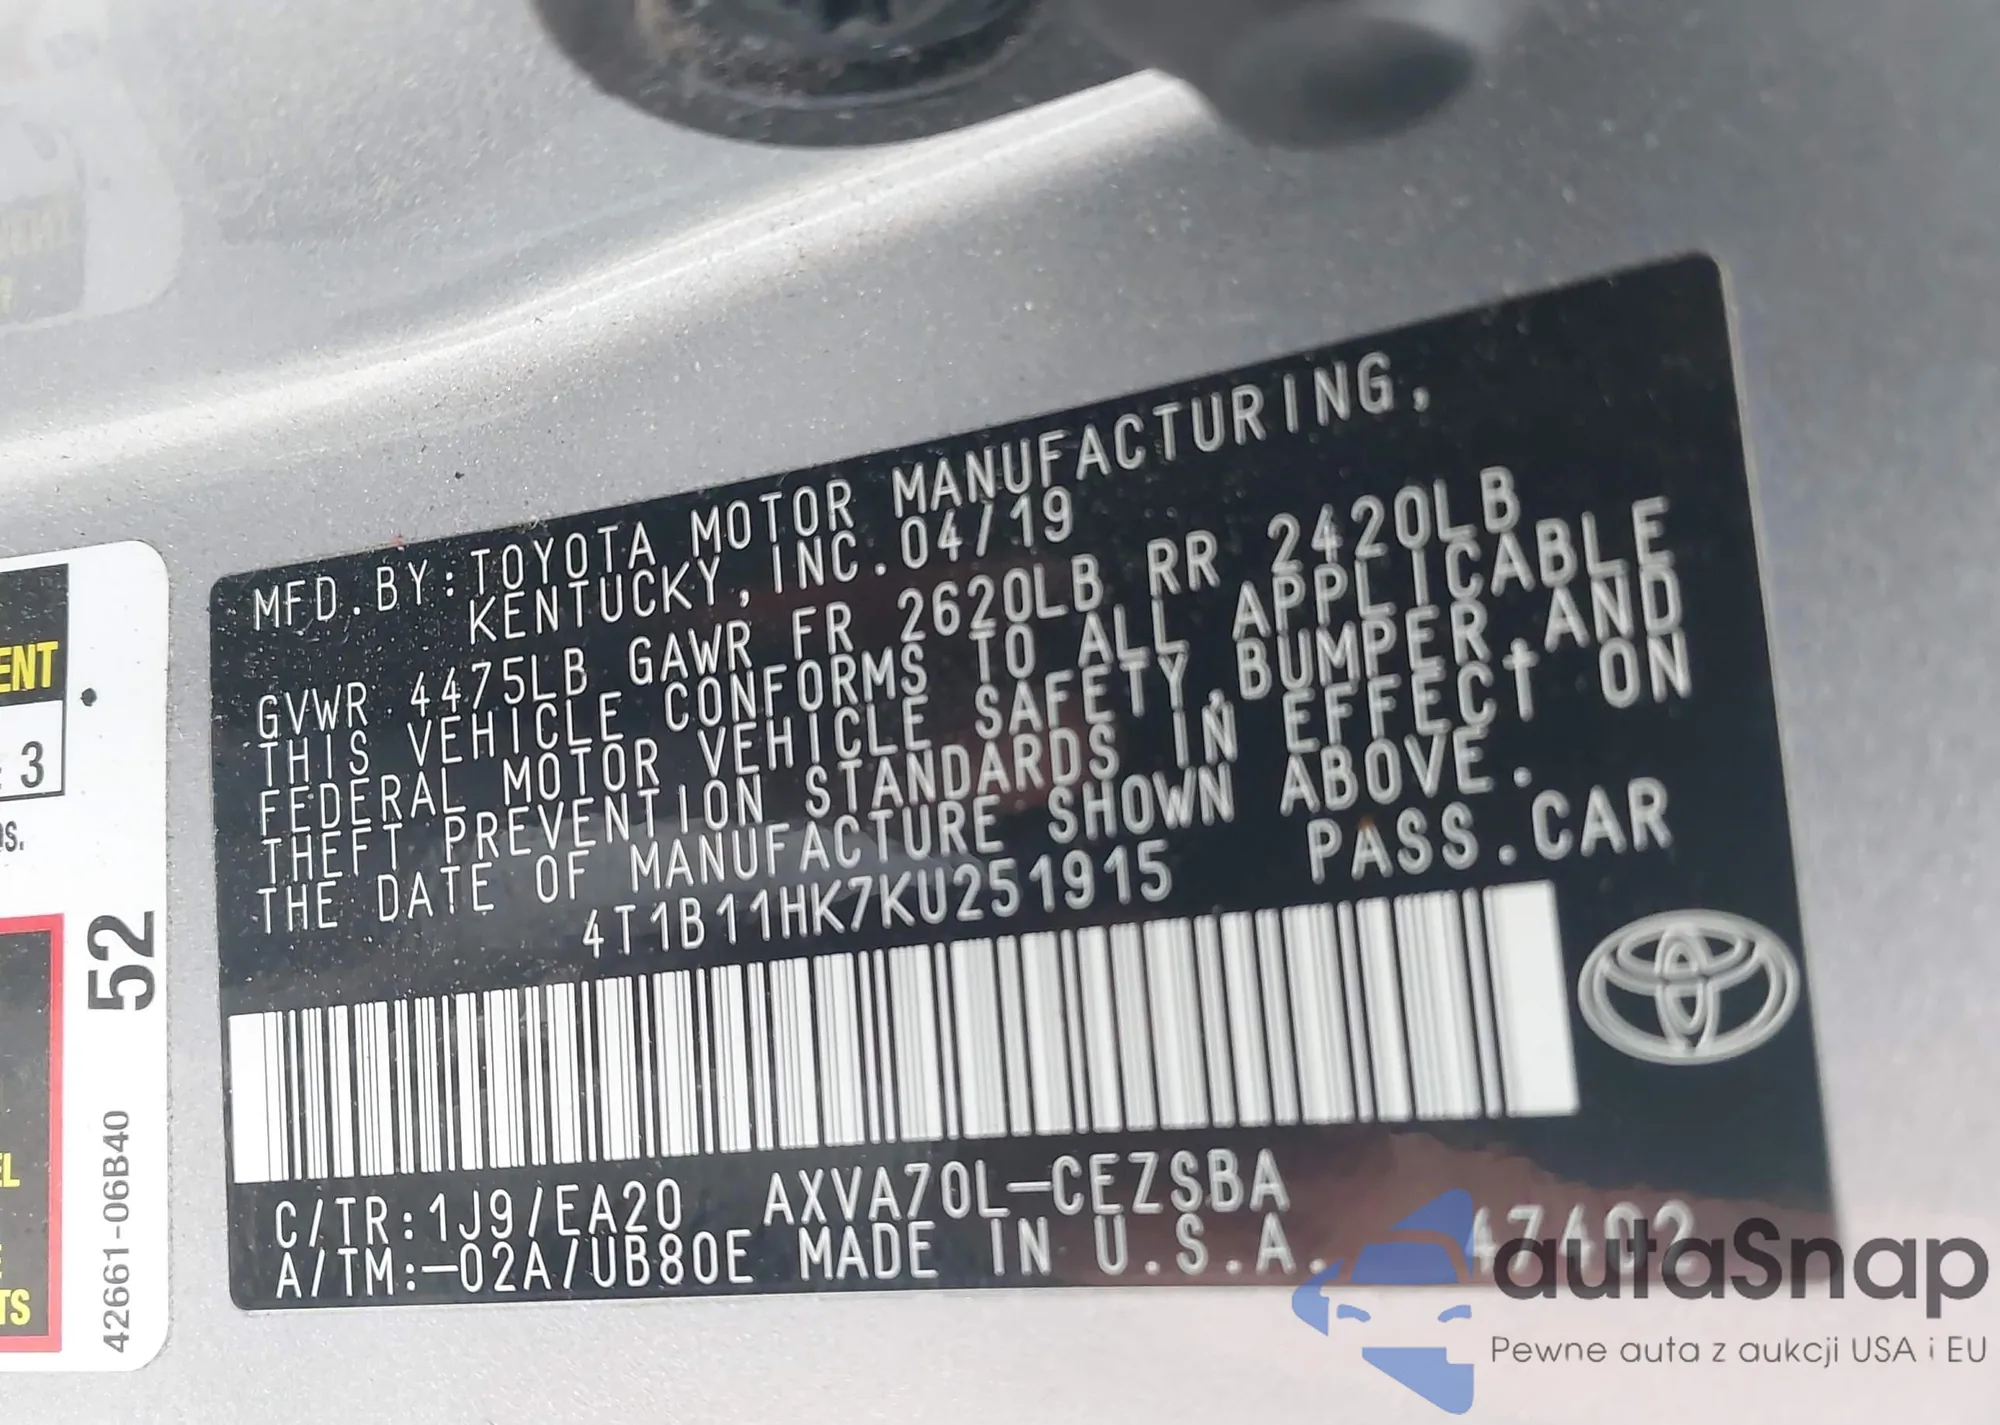 MFD.BY:TOYOTA MOTOR MANUFACTURING,
KENTUCKY, INC. 04/19
GVWR 4475LB GAWR FR 2620LB RR 2420LB
THIS VEHICLE CONFORMS TO ALL APPLICABLE
FEDERAL MOTOR VEHICLE SAFETY, BUMPER, AND
THEFT PREVENTION STANDARDS IN EFFECT ON
THE DATE OF MANUFACTURE SHOWN ABOVE.
4T1B11HK7KU251915 PASS.CAR
C/TR:1J9/EA20 AXVA70L-CEZSBA
A/TM:-02A/UB80E MADE IN U.S.A. 47402
3
52
42661-06B40
autaSnap
Pewne auta z aukcji USA i EU